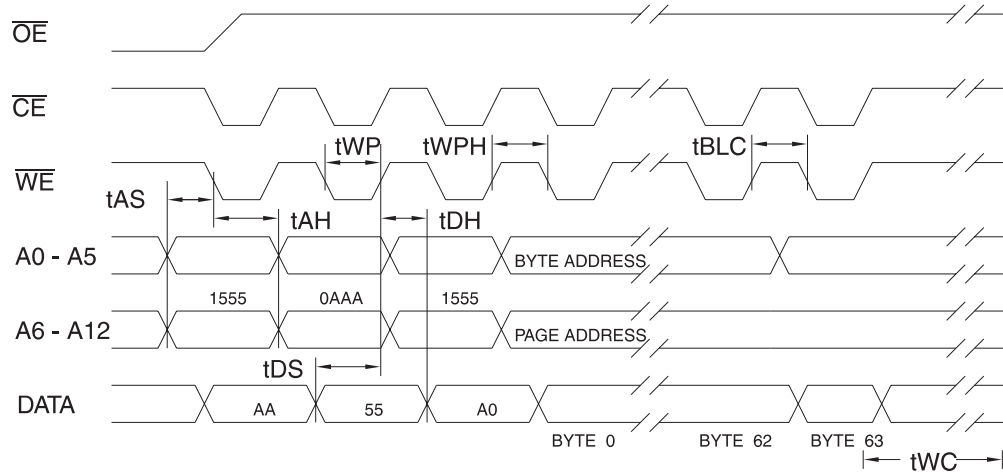 OE
CE
tWP tWPH tBLC
WE
tAS
tAH tDH
A0 - A5 BYTE ADDRESS
1555 0AAA 1555
A6 - A12 PAGE ADDRESS
tDS
DATA AA 55 A0
BYTE 0 BYTE 62 BYTE 63
tWC